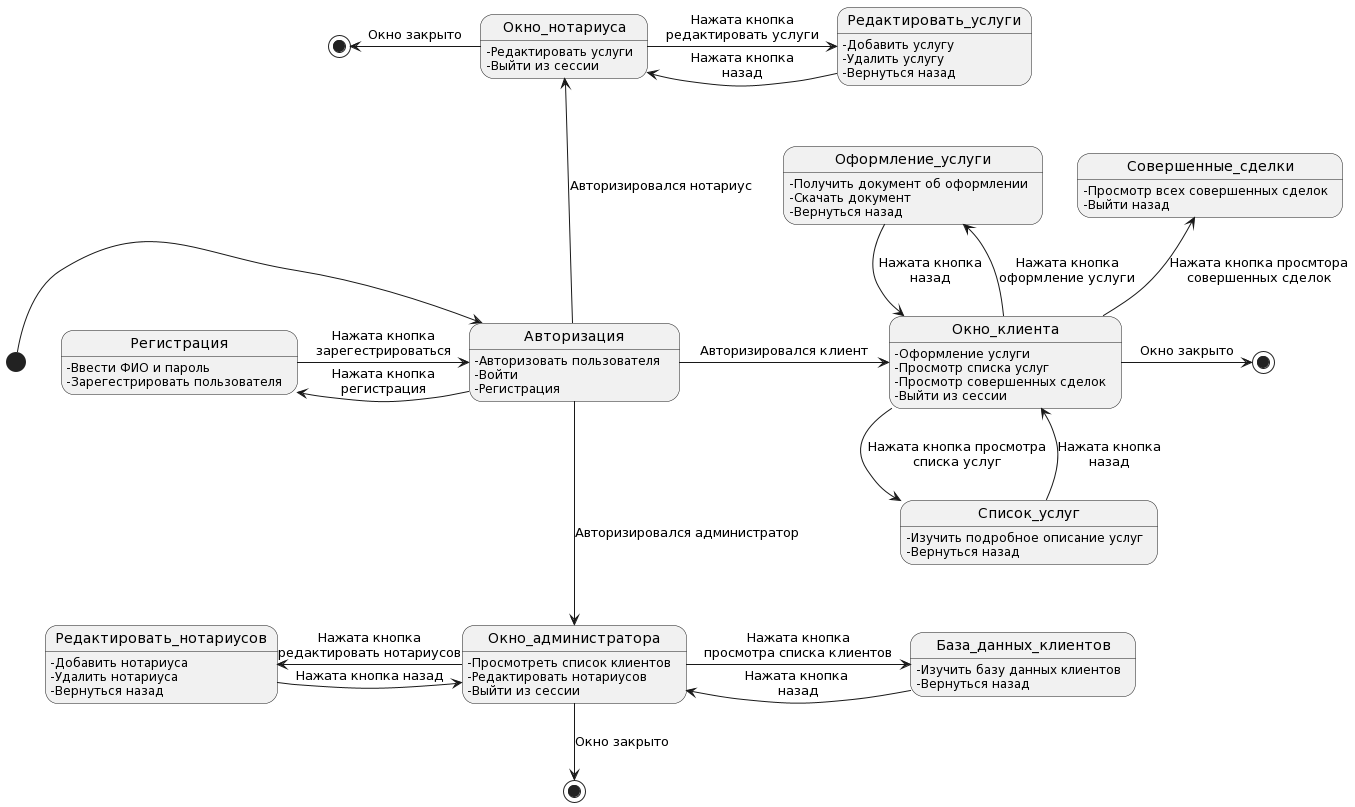 Окно закрыто
Окно_нотариуса
-Редактировать услуги
-Выйти из сессии
Нажата кнопка
редактировать услуги
Нажата кнопка
назад
Редактировать_услуги
-Добавить услугу
-Удалить услугу
-Вернуться назад
Авторизировался нотариус
Оформление_услуги
-Получить документ об оформлении
-Скачать документ
-Вернуться назад
Совершенные_сделки
-Просмотр всех совершенных сделок
-Выйти назад
Нажата кнопка
назад
Нажата кнопка
оформление услуги
Нажата кнопка просмтора
совершенных сделок
Регистрация
-Ввести ФИО и пароль
-Зарегестрировать пользователя
Нажата кнопка
зарегестрироваться
Нажата кнопка
регистрация
Авторизация
-Авторизовать пользователя
-Войти
-Регистрация
Авторизировался клиент
Окно_клиента
-Оформление услуги
-Просмотр списка услуг
-Просмотр совершенных сделок
-Выйти из сессии
Окно закрыто
Нажата кнопка просмотра
списка услуг
Нажата кнопка
назад
Список_услуг
-Изучить подробное описание услуг
-Вернуться назад
Авторизировался администратор
Редактировать_нотариусов
-Добавить нотариуса
-Удалить нотариуса
-Вернуться назад
Нажата кнопка
редактировать нотариусов
Нажата кнопка назад
Окно_администратора
-Просмотреть список клиентов
-Редактировать нотариусов
-Выйти из сессии
Нажата кнопка
просмотра списка клиентов
Нажата кнопка
назад
База_данных_клиентов
-Изучить базу данных клиентов
-Вернуться назад
Окно закрыто